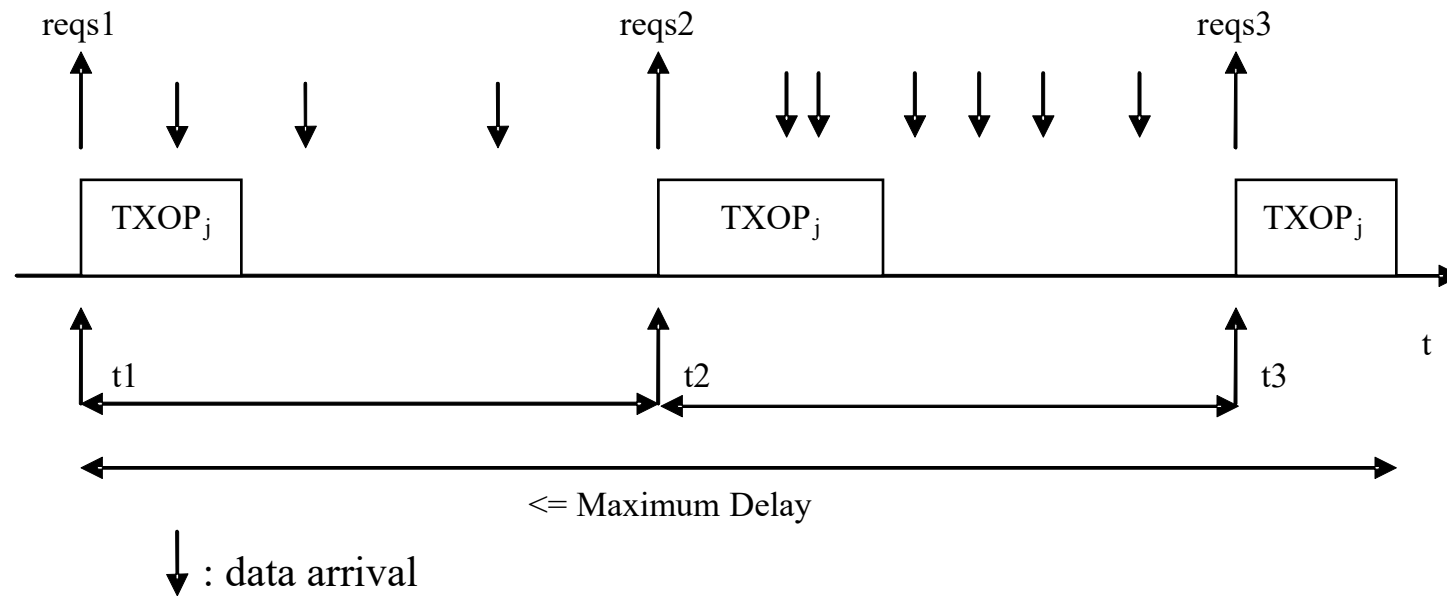 reqs1 reqs2 reqs3
TXOPj TXOPj TXOPj
t
t1 t2 t3
<= Maximum Delay
: data arrival